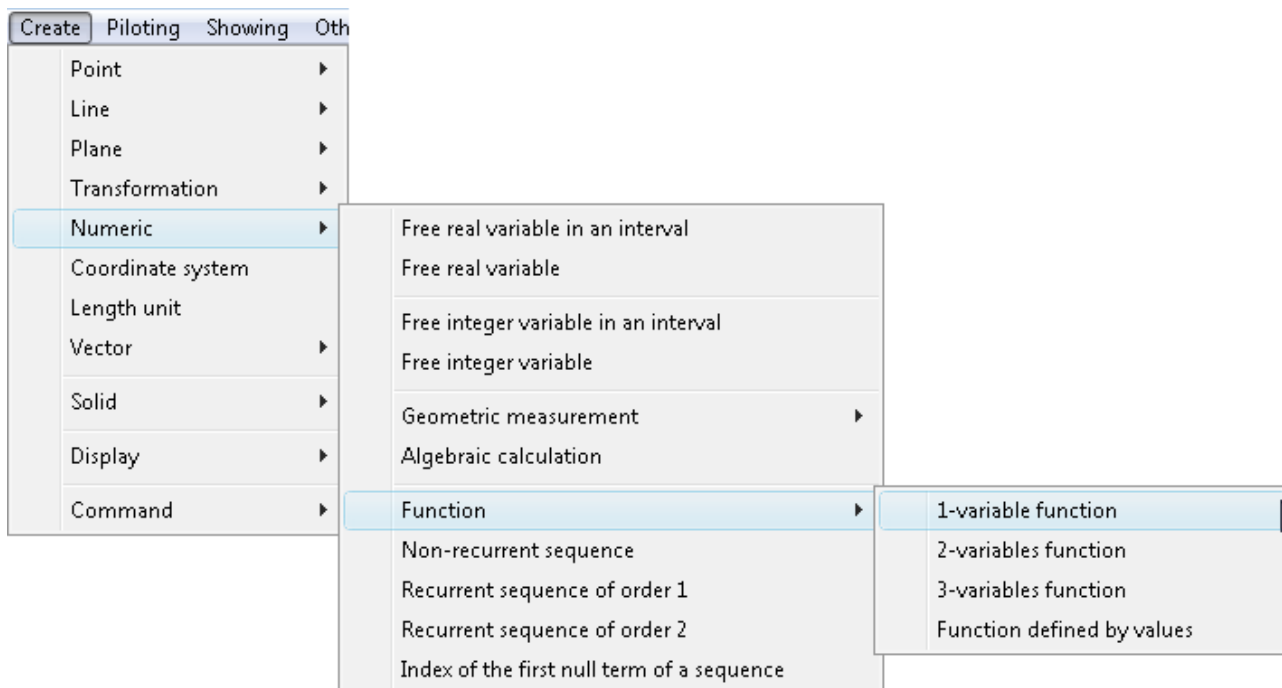 Create Piloting Showing Oth
Point
Line
Plane
Transformation
Numeric
Coordinate system
Length unit
Vector
Solid
Display
Command
Free real variable in an interval
Free real variable
Free integer variable in an interval
Free integer variable
Geometric measurement
Algebraic calculation
Function
Non-recurrent sequence
Recurrent sequence of order 1
Recurrent sequence of order 2
Index of the first null term of a sequence
1-variable function
2-variables function
3-variables function
Function defined by values